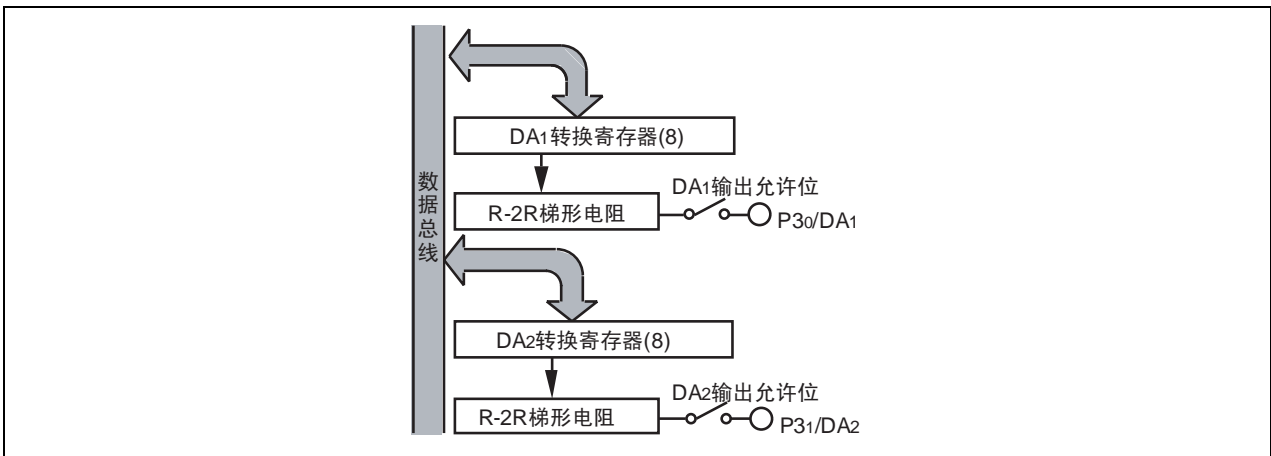 数据总线
DA1转换寄存器(8)
R-2R梯形电阻
DA1输出允许位
P30/DA1
DA2转换寄存器(8)
R-2R梯形电阻
DA2输出允许位
P31/DA2